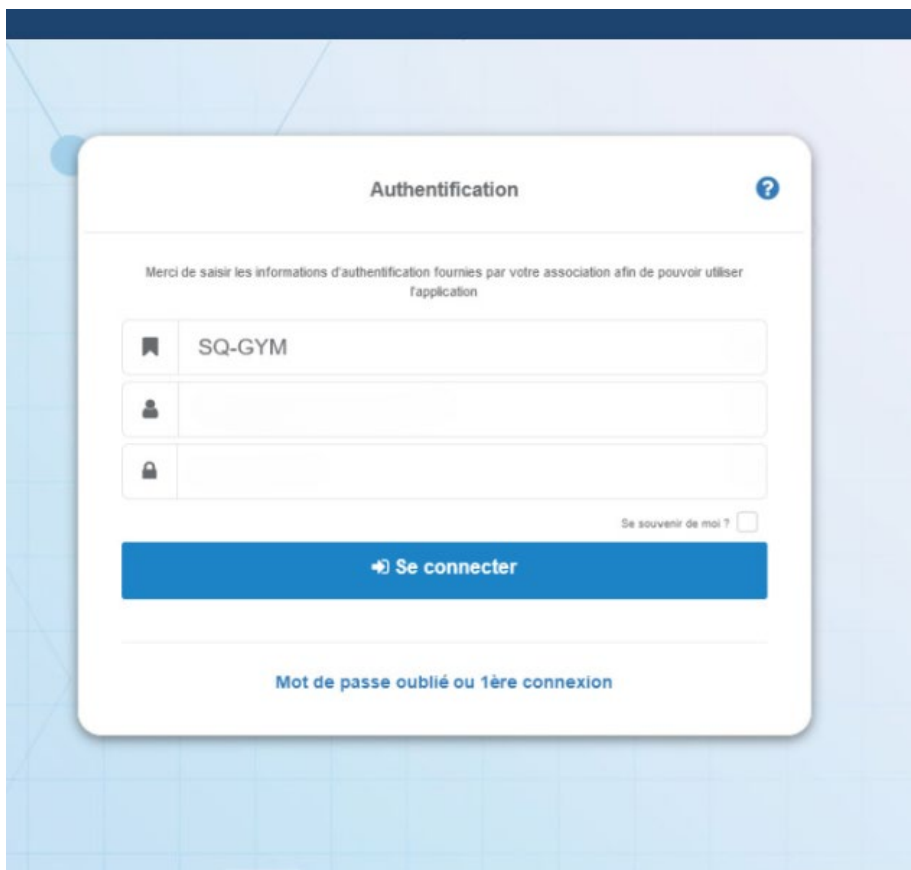 Authentification
Merci de saisir les informations d'authentification fournies par votre association afin de pouvoir utiliser
l'application
SQ-GYM
Se souvenir de moi ?
Se connecter
Mot de passe oublié ou 1ère connexion